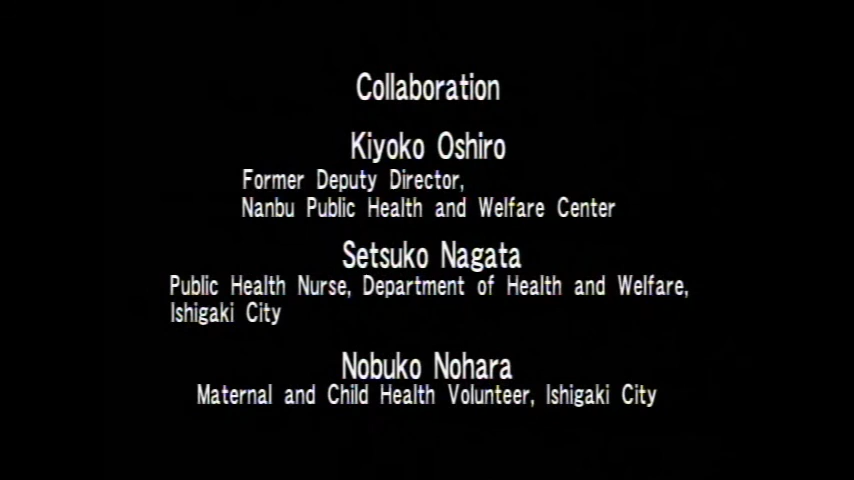 Collaboration
Kiyoko Oshiro
Former Deputy Director,
Nanbu Public Health and Welfare Center
Setsuko Nagata
Public Health Nurse, Department of Health and Welfare,
Ishigaki City
Nobuko Nohara
Maternal and Child Health Volunteer, Ishigaki City